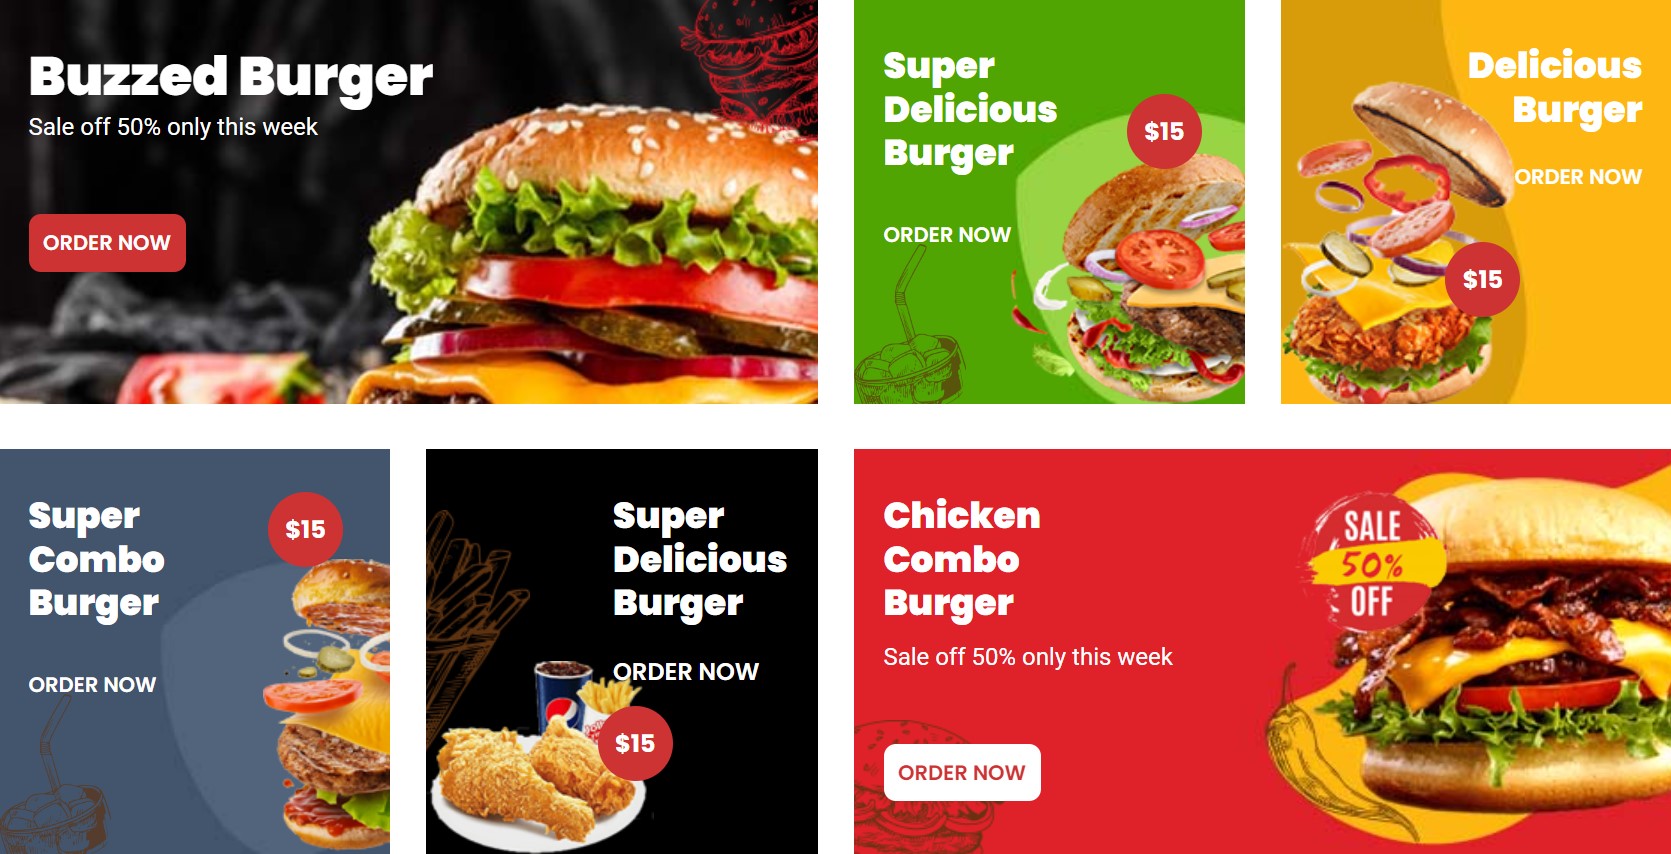 Buzzed Burger
Sale off 50% only this week
ORDER NOW
Super
Delicious
Burger
$15
ORDER NOW
Delicious
Burger
ORDER NOW
$15
Super
Combo
Burger
$15
ORDER NOW
Super
Delicious
Burger
ORDER NOW
$15
Chicken
Combo
Burger
Sale off 50% only this week
ORDER NOW
SALE
50%
OFF